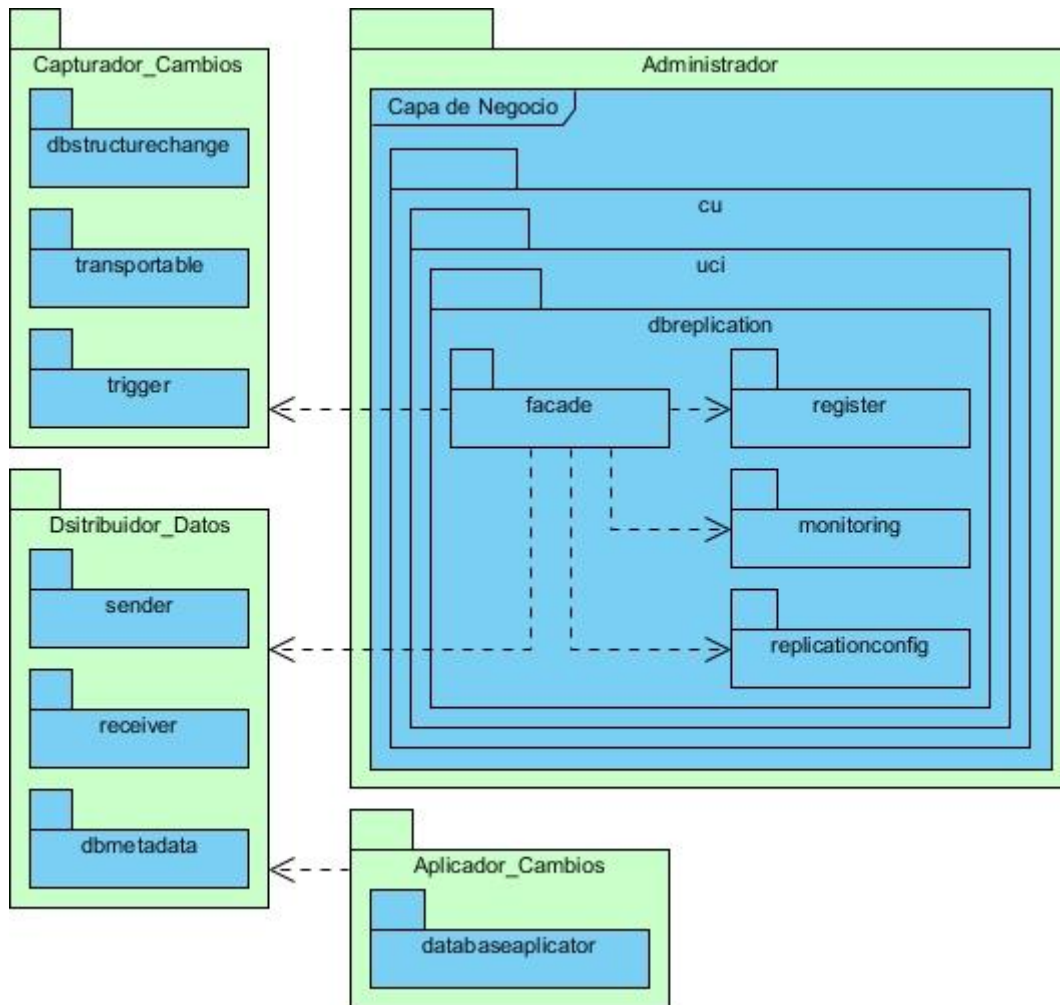 Capturador_Cambios
dbstructurechange
transportable
trigger
Dsitribuidor_Datos
sender
receiver
dbmetadata
Administrador
Capa de Negocio
cu
uci
dbreplication
facade
register
monitoring
replicationconfig
Aplicador_Cambios
databaseaplicator